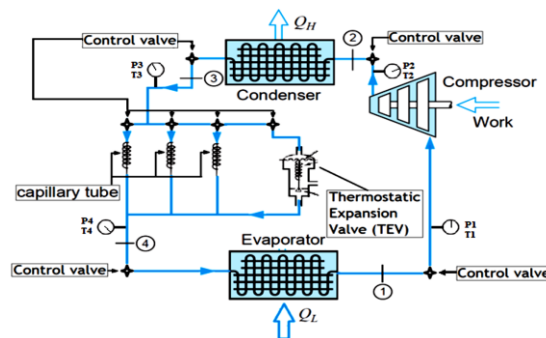 Q_H
Control valve
2
Control valve
P3
T3
3
Condenser
P2
T2
Compressor
Work
capillary tube
Thermostatic
Expansion
Valve (TEV)
P4
T4
4
Evaporator
P1
T1
Control valve
1
Control valve
Q_L